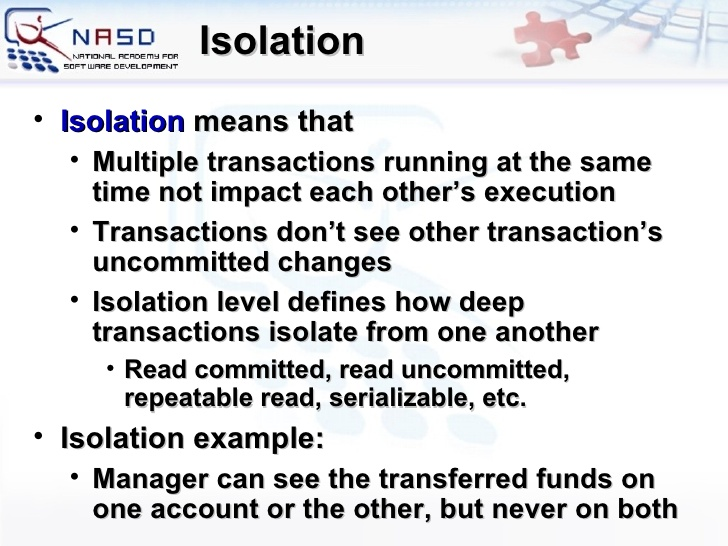 NASD
NATIONAL ACADEMY FOR
SOFTWARE DEVELOPMENT
Isolation
• Isolation means that
• Multiple transactions running at the same
time not impact each other’s execution
• Transactions don’t see other transaction’s
uncommitted changes
• Isolation level defines how deep
transactions isolate from one another
• Read committed, read uncommitted,
repeatable read, serializable, etc.
• Isolation example:
• Manager can see the transferred funds on
one account or the other, but never on both